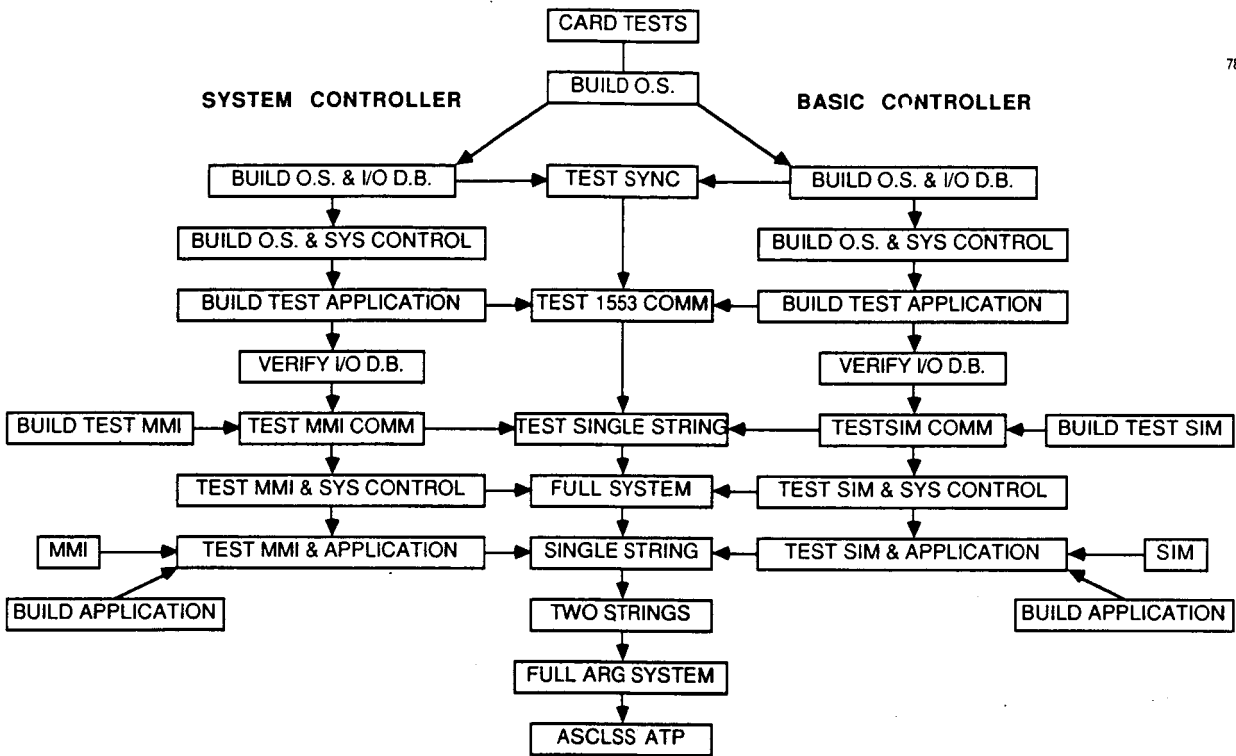 CARD TESTS
78
BUILD O.S.
SYSTEM CONTROLLER
BASIC CONTROLLER
BUILD O.S. & I/O D.B.
TEST SYNC
BUILD O.S. & I/O D.B.
BUILD O.S. & SYS CONTROL
BUILD O.S. & SYS CONTROL
BUILD TEST APPLICATION
TEST 1553 COMM
BUILD TEST APPLICATION
VERIFY I/O D.B.
VERIFY I/O D.B.
BUILD TEST MMI
TEST MMI COMM
TEST SINGLE STRING
TESTSIM COMM
BUILD TEST SIM
TEST MMI & SYS CONTROL
FULL SYSTEM
TEST SIM & SYS CONTROL
MMI
TEST MMI & APPLICATION
SINGLE STRING
TEST SIM & APPLICATION
SIM
BUILD APPLICATION
TWO STRINGS
BUILD APPLICATION
FULL ARG SYSTEM
ASCLSS ATP